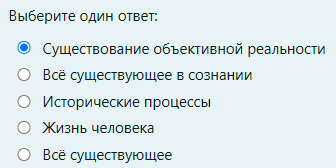 Выберите один ответ:
Существование объективной реальности
Всё существующее в сознании
Исторические процессы
Жизнь человека
Всё существующее